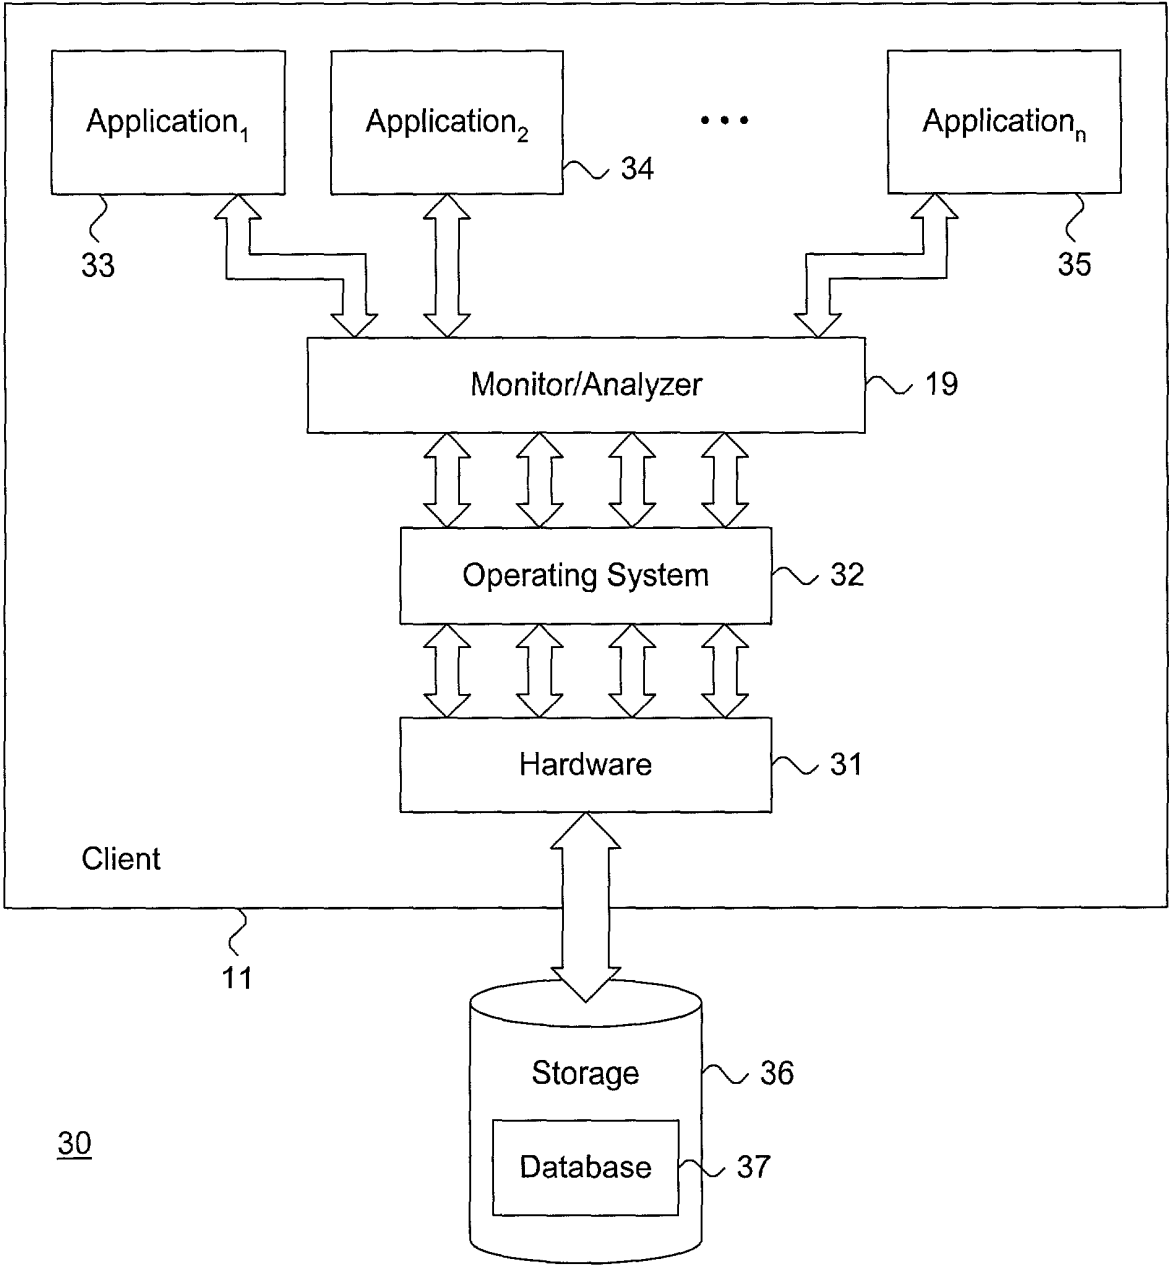 Application1
Application2
...
Applicationn
34
33
35
Monitor/Analyzer
19
Operating System
32
Hardware
31
Client
11
Storage
36
30
Database
37